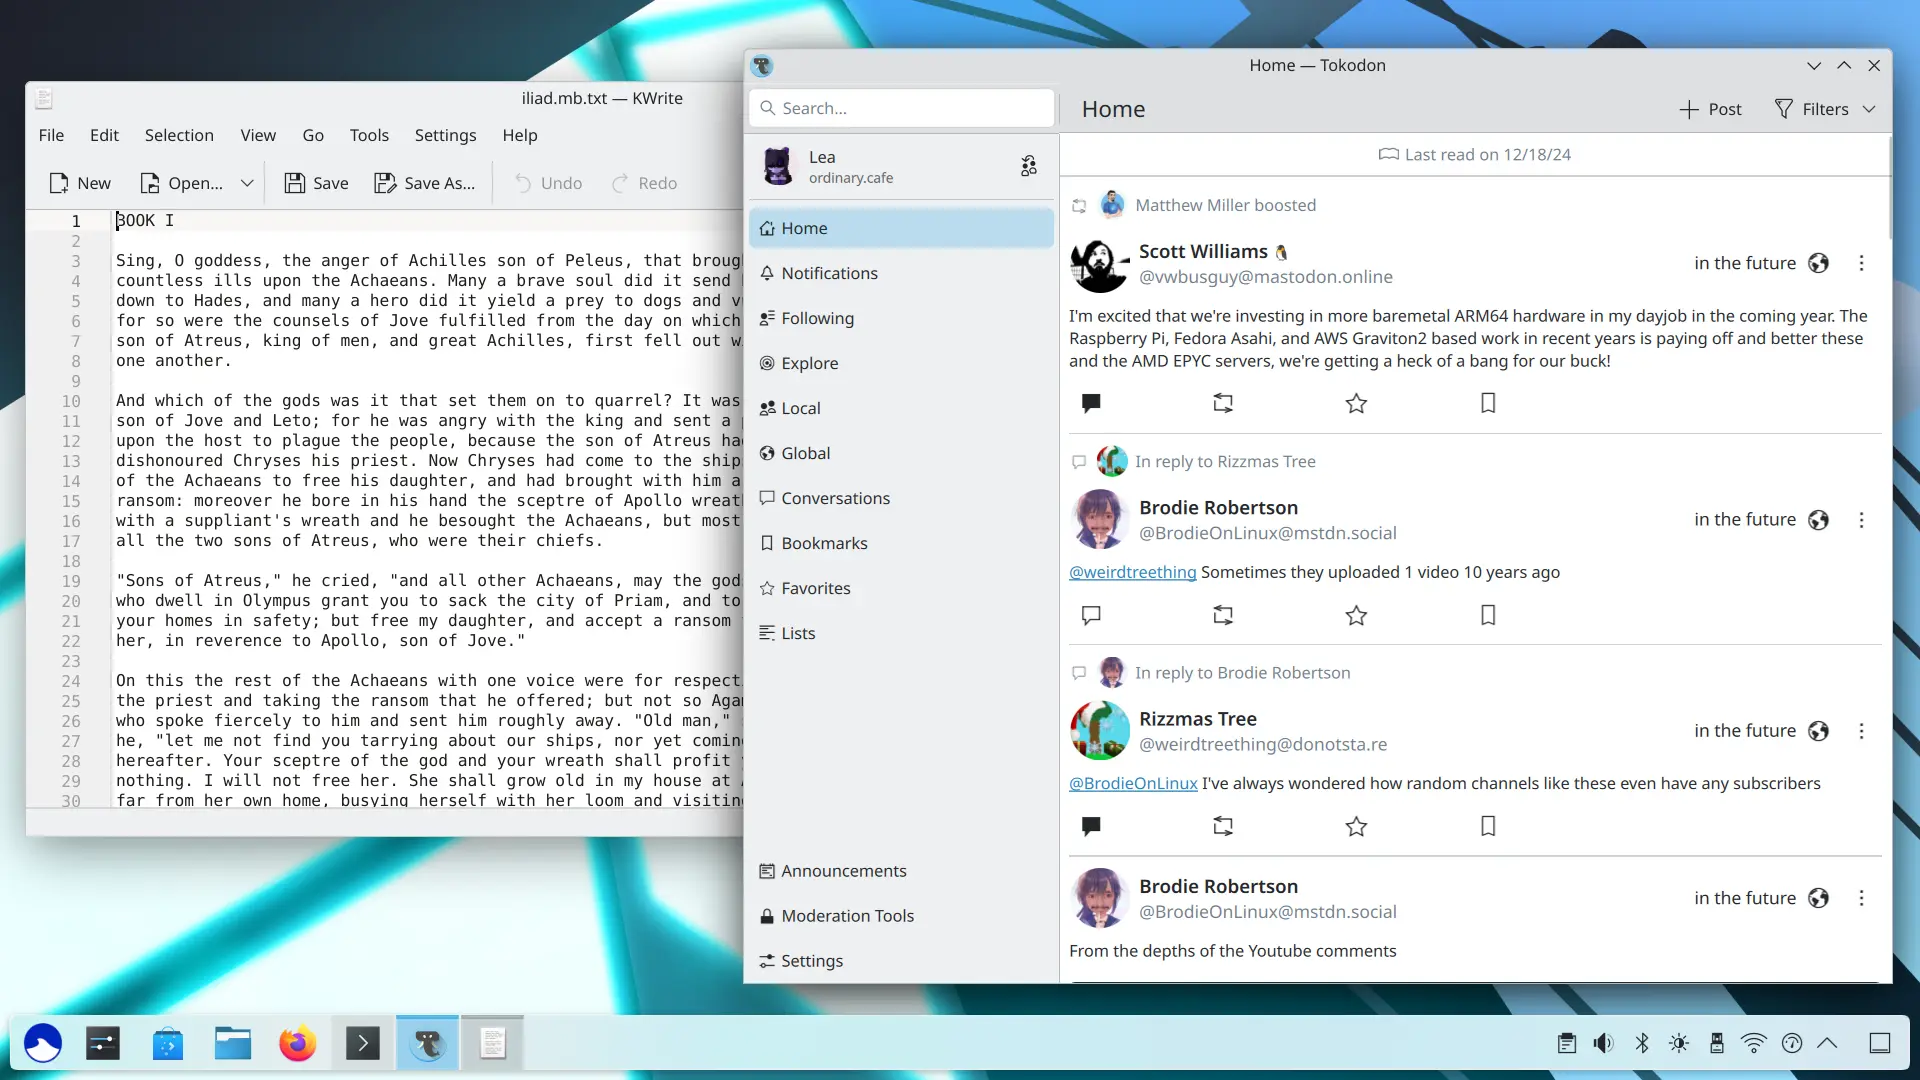 iliad.mb.txt — KWrite
File Edit Selection View Go Tools Settings Help
New Open... Save Save As... Undo Redo
1 BOOK I
2
3 Sing, O goddess, the anger of Achilles son of Peleus, that broug
4 countless ills upon the Achaeans. Many a brave soul did it send
5 down to Hades, and many a hero did it yield a prey to dogs and v
6 for so were the counsels of Jove fulfilled from the day on which
7 son of Atreus, king of men, and great Achilles, first fell out w
8 one another.
9
10 And which of the gods was it that set them on to quarrel? It was
11 son of Jove and Leto; for he was angry with the king and sent a
12 upon the host to plague the people, because the son of Atreus ha
13 dishonoured Chryses his priest. Now Chryses had come to the ship
14 of the Achaeans to free his daughter, and had brought with him a
15 ransom: moreover he bore in his hand the sceptre of Apollo wreat
16 with a suppliant's wreath and he besought the Achaeans, but most
17 all the two sons of Atreus, who were their chiefs.
18
19 "Sons of Atreus," he cried, "and all other Achaeans, may the god
20 who dwell in Olympus grant you to sack the city of Priam, and to
21 your homes in safety; but free my daughter, and accept a ransom
22 her, in reverence to Apollo, son of Jove."
23
24 On this the rest of the Achaeans with one voice were for respect
25 the priest and taking the ransom that he offered; but not so Aga
26 who spoke fiercely to him and sent him roughly away. "Old man,"
27 he, "let me not find you tarrying about our ships, nor yet comin
28 hereafter. Your sceptre of the god and your wreath shall profit
29 nothing. I will not free her. She shall grow old in my house at
30 far from her own home, busying herself with her loom and visitin
Home — Tokodon
Search...
Lea
ordinary.cafe
Home
Notifications
Following
Explore
Local
Global
Conversations
Bookmarks
Favorites
Lists
Announcements
Moderation Tools
Settings
Home
Post Filters
Last read on 12/18/24
Matthew Miller boosted
Scott Williams 🐧
@vwbusguy@mastodon.online
in the future
I'm excited that we're investing in more baremetal ARM64 hardware in my dayjob in the coming year. The
Raspberry Pi, Fedora Asahi, and AWS Graviton2 based work in recent years is paying off and better these
and the AMD EPYC servers, we're getting a heck of a bang for our buck!
In reply to Rizzmas Tree
Brodie Robertson
@BrodieOnLinux@mstdn.social
in the future
@weirdtreething Sometimes they uploaded 1 video 10 years ago
In reply to Brodie Robertson
Rizzmas Tree
@weirdtreething@donotsta.re
in the future
@BrodieOnLinux I've always wondered how random channels like these even have any subscribers
Brodie Robertson
@BrodieOnLinux@mstdn.social
in the future
From the depths of the Youtube comments